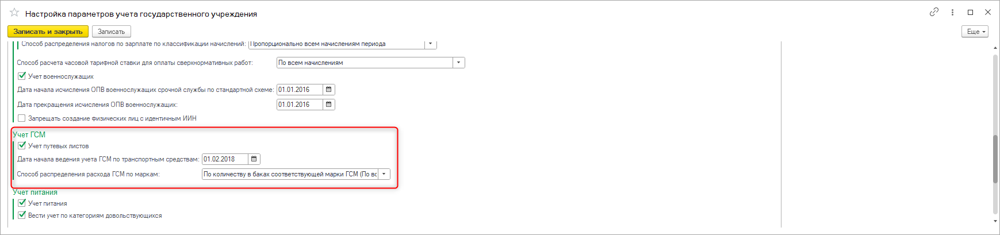 Настройка параметров учета государственного учреждения
Записать и закрыть Записать Еще
Способ распределения налогов по зарплате по классификации начислений: Пропорционально всем начислениям периода
Способ расчета часовой тарифной ставки для оплаты сверхнормативных работ: По всем начислениям
Учет военнослужащих
Дата начала исчисления ОПВ военнослужащих срочной службы по стандартной схеме: 01.01.2016
Дата прекращения исчисления ОПВ военнослужащих: 01.01.2016
Запрещать создание физических лиц с идентичным ИИН
Учет ГСМ
Учет путевых листов
Дата начала ведения учета ГСМ по транспортным средствам: 01.02.2018
Способ распределения расхода ГСМ по маркам: По количеству в баках соответствующей марки ГСМ (По вс
Учет питания
Учет питания
Вести учет по категориям довольствующихся